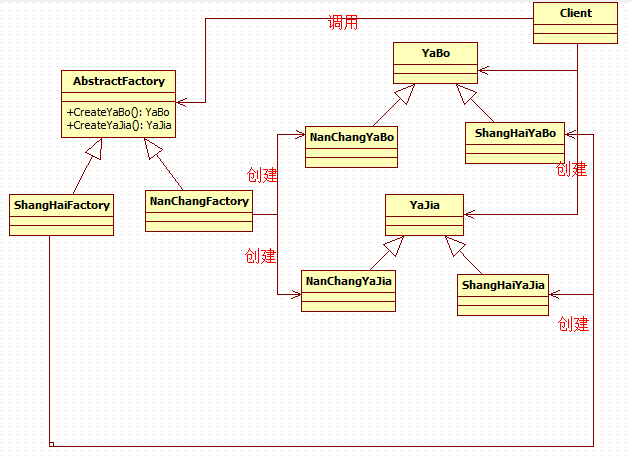 Client
调用
YaBo
AbstractFactory
+CreateYaBo(): YaBo
+CreateYaJia(): YaJia
NanChangYaBo
ShangHaiYaBo
创建
创建
ShangHaiFactory
NanChangFactory
YaJia
创建
NanChangYaJia
ShangHaiYaJia
创建